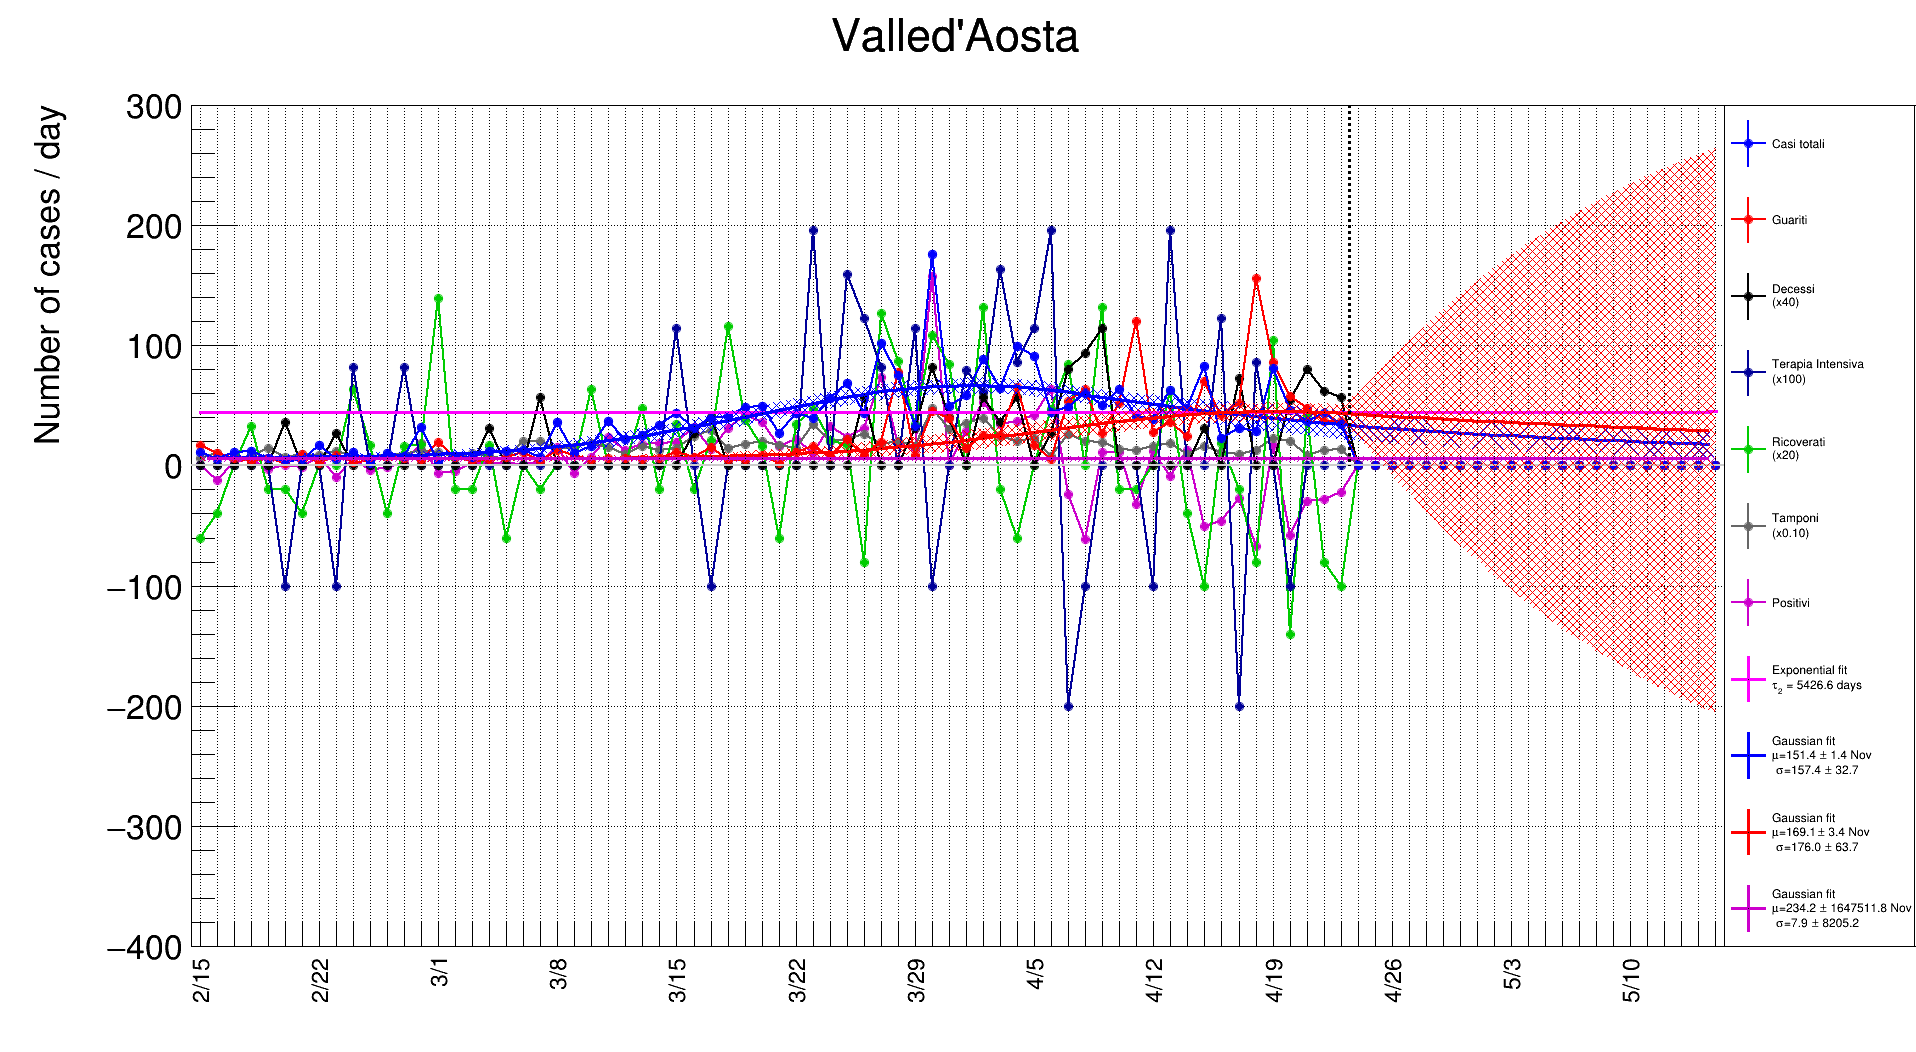 Valled'Aosta
Number of cases / day
300
200
100
0
−100
−200
−300
−400
2/15
2/22
3/1
3/8
3/15
3/22
3/29
4/5
4/12
4/19
4/26
5/3
5/10
Casi totali
Guariti
Decessi
(x40)
Terapia Intensiva
(x100)
Ricoverati
(x20)
Tamponi
(x0.10)
Positivi
Exponential fit
τ₂ = 5426.6 days
Gaussian fit
μ=151.4 ± 1.4 Nov
σ=157.4 ± 32.7
Gaussian fit
μ=169.1 ± 3.4 Nov
σ=176.0 ± 63.7
Gaussian fit
μ=234.2 ± 1647511.8 Nov
σ=7.9 ± 8205.2